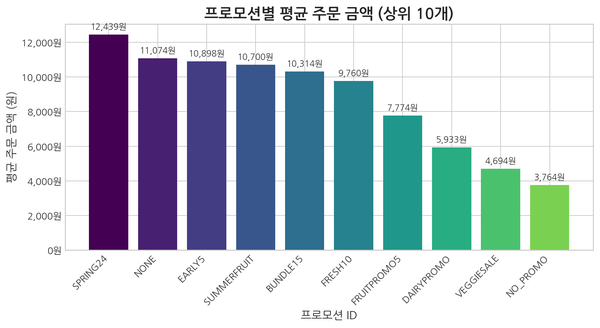 프로모션별 평균 주문 금액 (상위 10개)
평균 주문 금액 (원)
12,000원
10,000원
8,000원
6,000원
4,000원
2,000원
0원
12,439원
11,074원
10,898원
10,700원
10,314원
9,760원
7,774원
5,933원
4,694원
3,764원
SPRING24
NONE
EARLY5
SUMMERFRUIT
BUNDLE15
FRESH10
FRUITPROMO5
DAIRYPROMO
VEGGIESALE
NO_PROMO
프로모션 ID